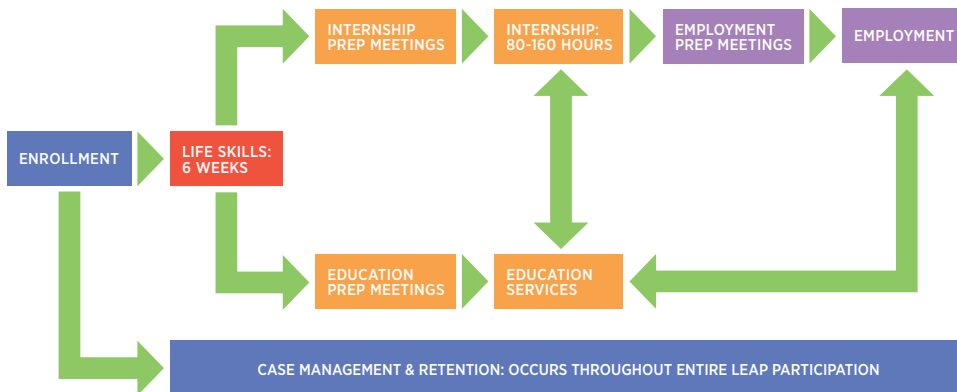 INTERNSHIP
PREP MEETINGS
INTERNSHIP:
80-160 HOURS
EMPLOYMENT
PREP MEETINGS
EMPLOYMENT
ENROLLMENT
LIFE SKILLS:
6 WEEKS
EDUCATION
PREP MEETINGS
EDUCATION
SERVICES
CASE MANAGEMENT & RETENTION: OCCURS THROUGHOUT ENTIRE LEAP PARTICIPATION